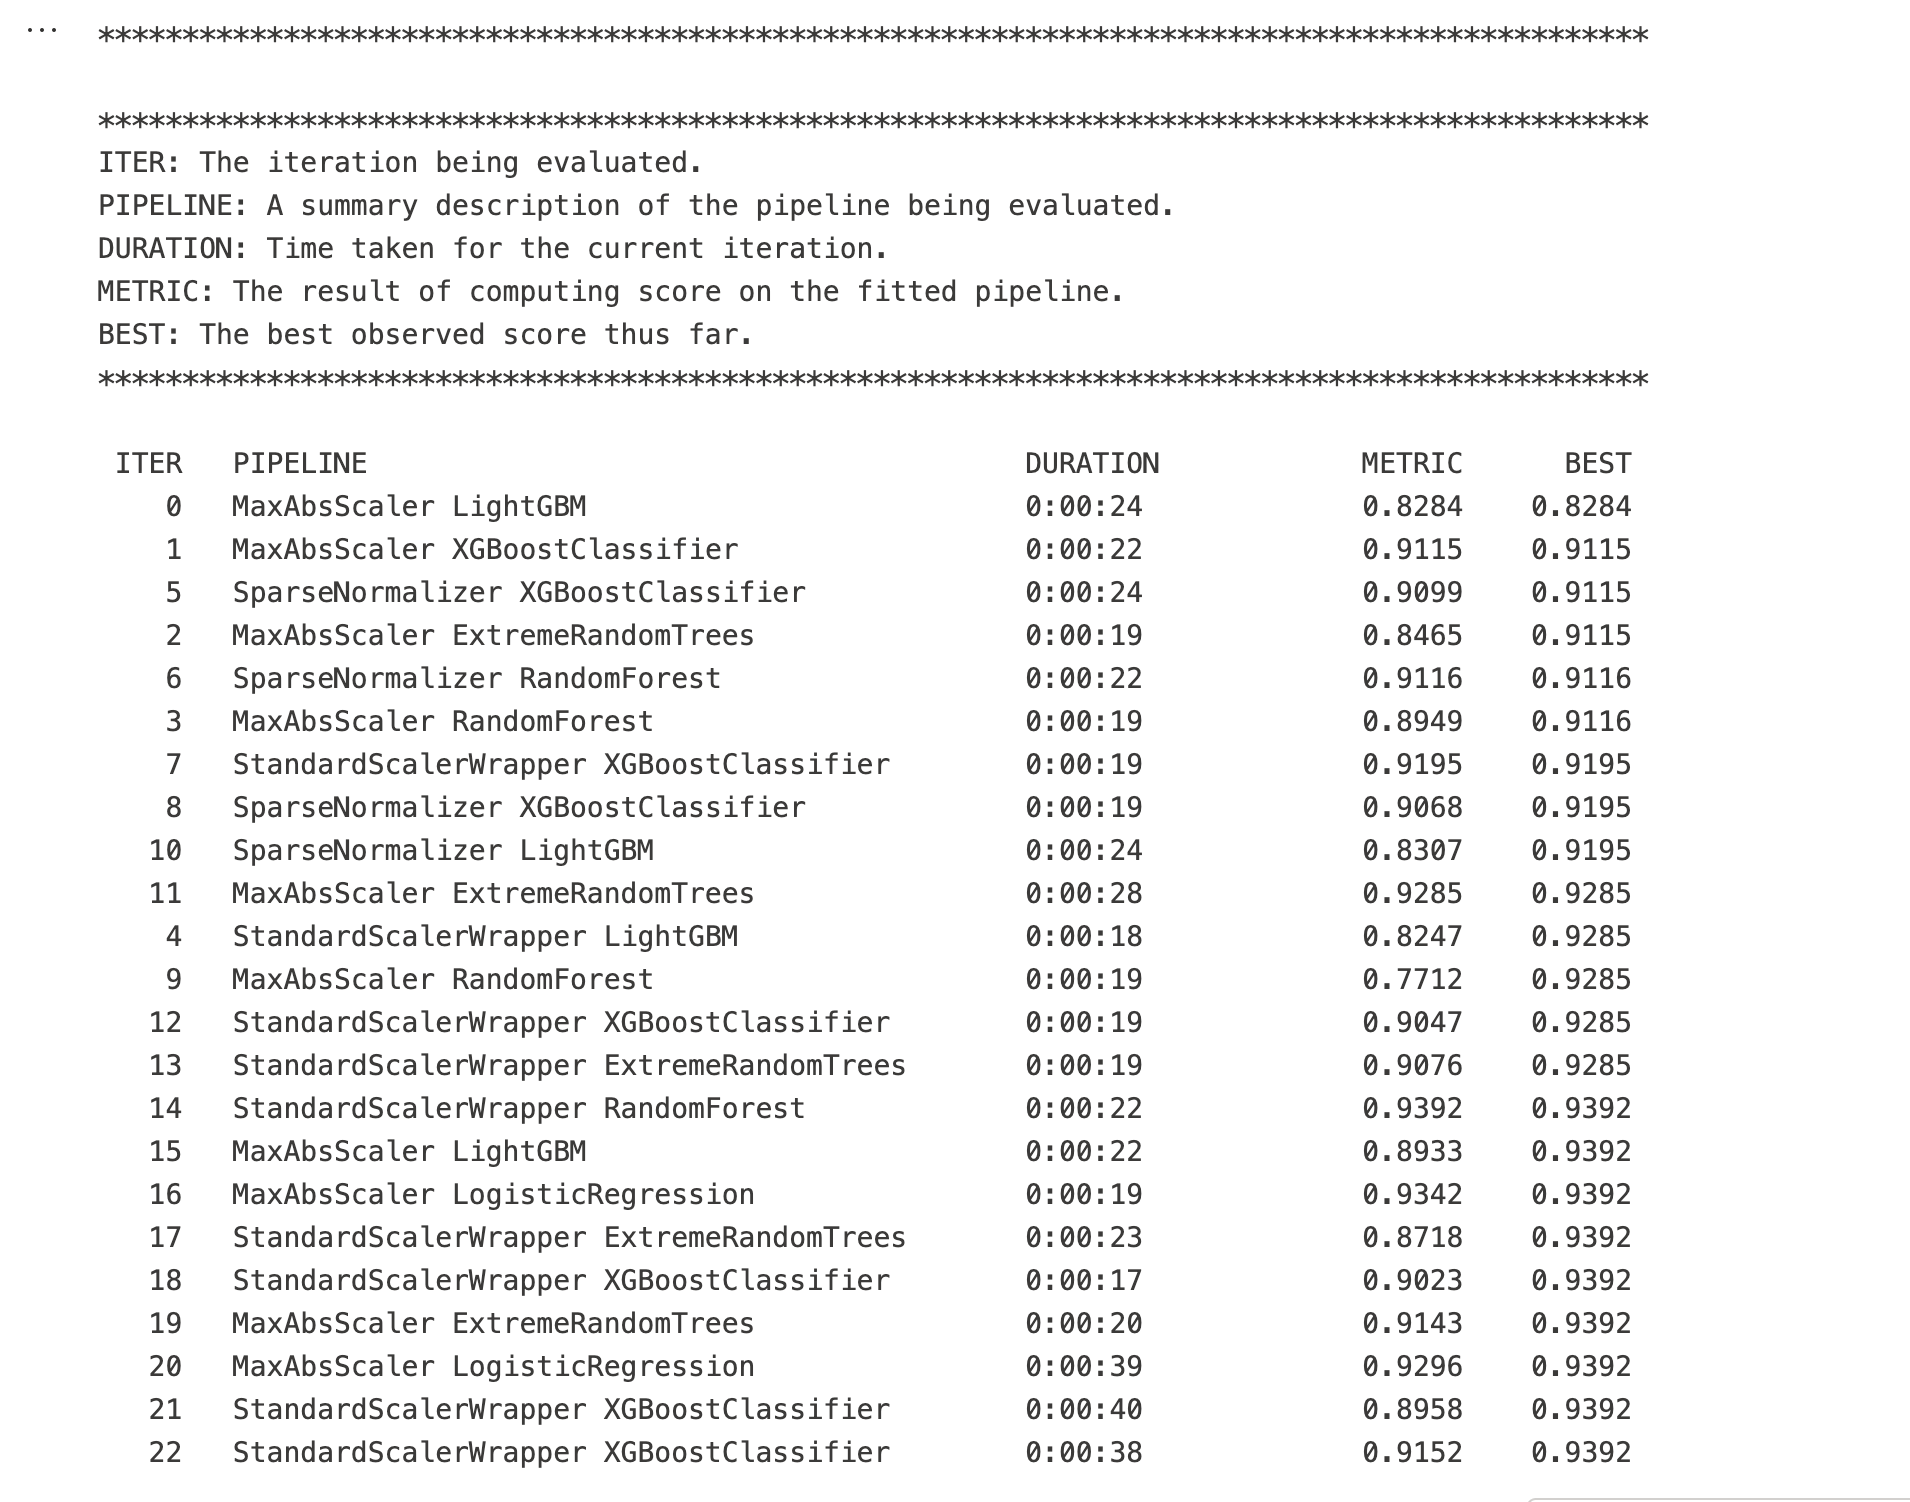 ...
********************************************************************************************
********************************************************************************************
ITER: The iteration being evaluated.
PIPELINE: A summary description of the pipeline being evaluated.
DURATION: Time taken for the current iteration.
METRIC: The result of computing score on the fitted pipeline.
BEST: The best observed score thus far.
********************************************************************************************
ITER PIPELINE DURATION METRIC BEST
0 MaxAbsScaler LightGBM 0:00:24 0.8284 0.8284
1 MaxAbsScaler XGBoostClassifier 0:00:22 0.9115 0.9115
5 SparseNormalizer XGBoostClassifier 0:00:24 0.9099 0.9115
2 MaxAbsScaler ExtremeRandomTrees 0:00:19 0.8465 0.9115
6 SparseNormalizer RandomForest 0:00:22 0.9116 0.9116
3 MaxAbsScaler RandomForest 0:00:19 0.8949 0.9116
7 StandardScalerWrapper XGBoostClassifier 0:00:19 0.9195 0.9195
8 SparseNormalizer XGBoostClassifier 0:00:19 0.9068 0.9195
10 SparseNormalizer LightGBM 0:00:24 0.8307 0.9195
11 MaxAbsScaler ExtremeRandomTrees 0:00:28 0.9285 0.9285
4 StandardScalerWrapper LightGBM 0:00:18 0.8247 0.9285
9 MaxAbsScaler RandomForest 0:00:19 0.7712 0.9285
12 StandardScalerWrapper XGBoostClassifier 0:00:19 0.9047 0.9285
13 StandardScalerWrapper ExtremeRandomTrees 0:00:19 0.9076 0.9285
14 StandardScalerWrapper RandomForest 0:00:22 0.9392 0.9392
15 MaxAbsScaler LightGBM 0:00:22 0.8933 0.9392
16 MaxAbsScaler LogisticRegression 0:00:19 0.9342 0.9392
17 StandardScalerWrapper ExtremeRandomTrees 0:00:23 0.8718 0.9392
18 StandardScalerWrapper XGBoostClassifier 0:00:17 0.9023 0.9392
19 MaxAbsScaler ExtremeRandomTrees 0:00:20 0.9143 0.9392
20 MaxAbsScaler LogisticRegression 0:00:39 0.9296 0.9392
21 StandardScalerWrapper XGBoostClassifier 0:00:40 0.8958 0.9392
22 StandardScalerWrapper XGBoostClassifier 0:00:38 0.9152 0.9392